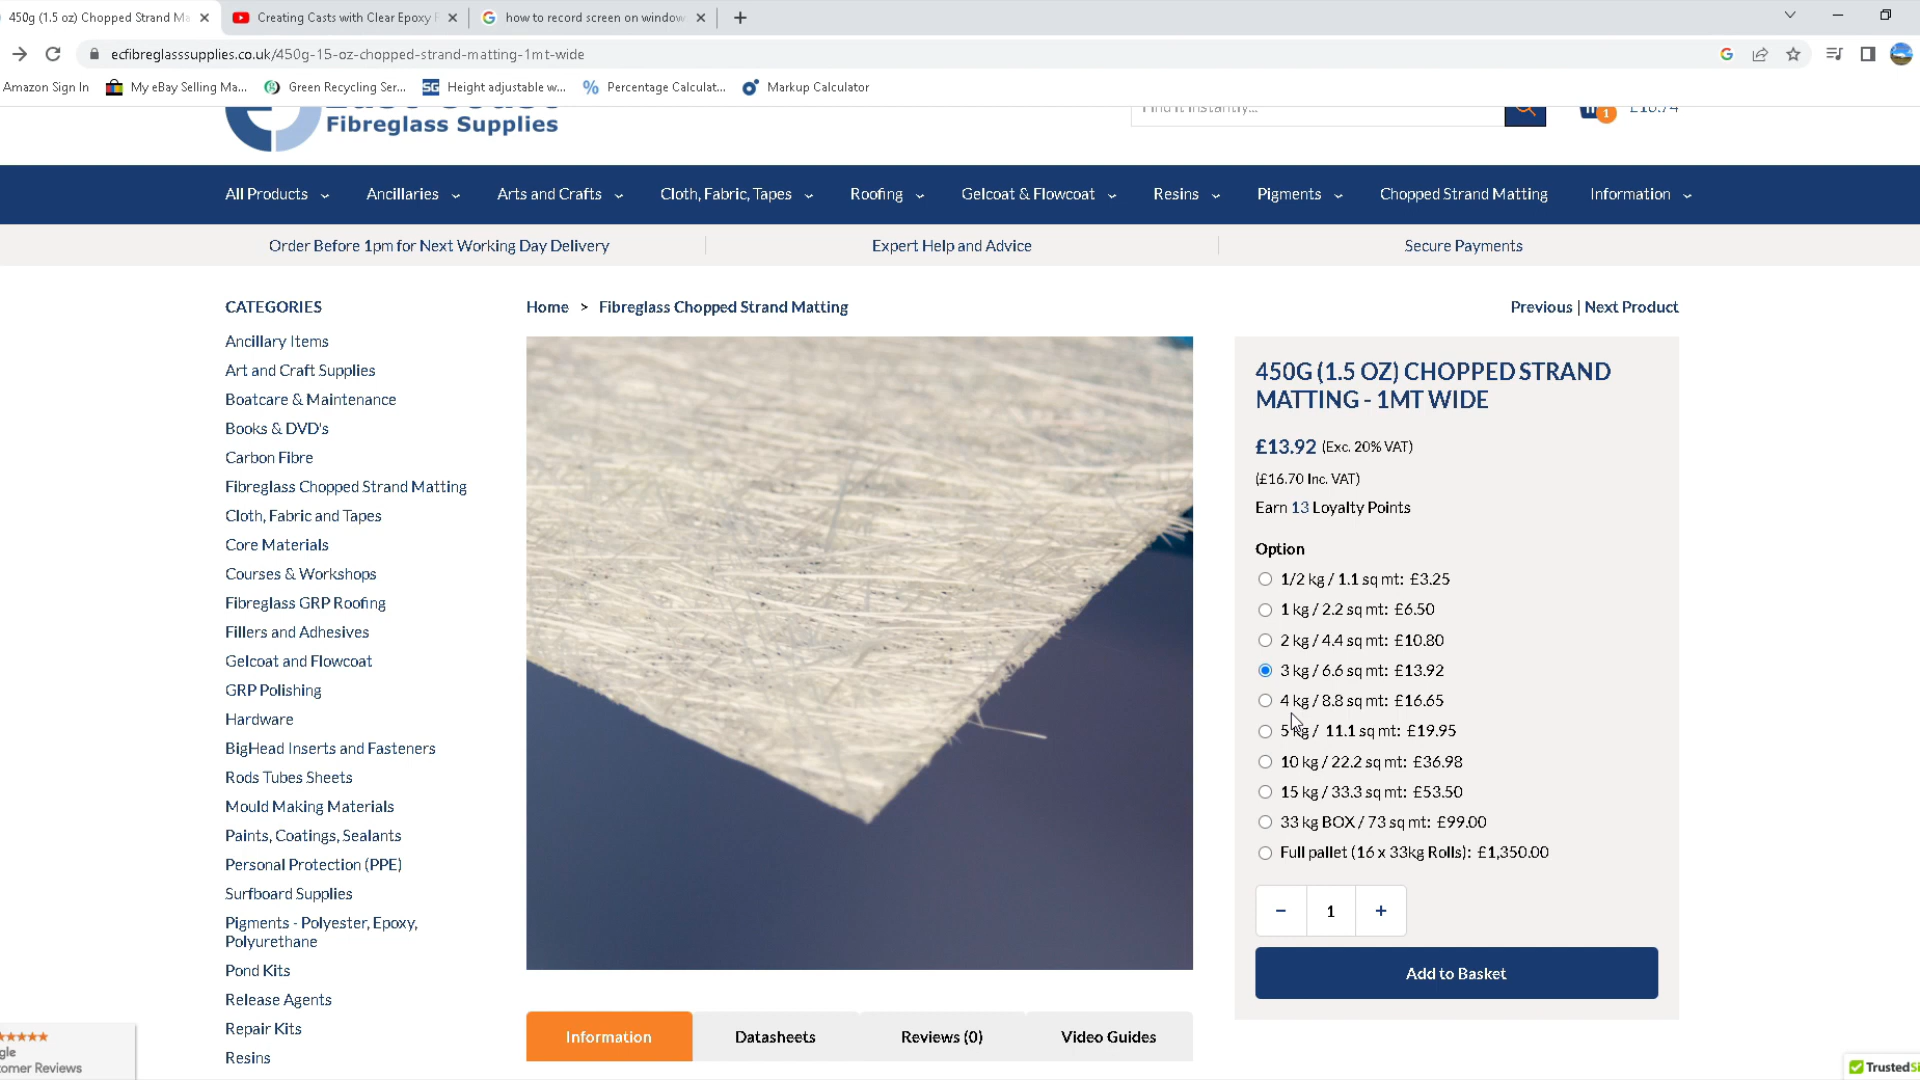 450g (1.5 oz) Chopped Strand Ma
Creating Casts with Clear Epoxy
how to record screen on window
ecfibreglasssupplies.co.uk/450g-15-oz-chopped-strand-matting-1mt-wide
Amazon Sign In
My eBay Selling Ma...
Green Recycling Ser...
SG
Height adjustable w...
Percentage Calculat...
Markup Calculator
Fibreglass Supplies
Find it instantly...
1
£16.74
All Products
Ancillaries
Arts and Crafts
Cloth, Fabric, Tapes
Roofing
Gelcoat & Flowcoat
Resins
Pigments
Chopped Strand Matting
Information
Order Before 1pm for Next Working Day Delivery
Expert Help and Advice
Secure Payments
CATEGORIES
Ancillary Items
Art and Craft Supplies
Boatcare & Maintenance
Books & DVD's
Carbon Fibre
Fibreglass Chopped Strand Matting
Cloth, Fabric and Tapes
Core Materials
Courses & Workshops
Fibreglass GRP Roofing
Fillers and Adhesives
Gelcoat and Flowcoat
GRP Polishing
Hardware
BigHead Inserts and Fasteners
Rods Tubes Sheets
Mould Making Materials
Paints, Coatings, Sealants
Personal Protection (PPE)
Surfboard Supplies
Pigments - Polyester, Epoxy,
Polyurethane
Pond Kits
Release Agents
Repair Kits
Resins
Home > Fibreglass Chopped Strand Matting
Previous | Next Product
450G (1.5 OZ) CHOPPED STRAND
MATTING - 1MT WIDE
£13.92 (Exc. 20% VAT)
(£16.70 Inc. VAT)
Earn 13 Loyalty Points
Option
1/2 kg / 1.1 sq mt: £3.25
1 kg / 2.2 sq mt: £6.50
2 kg / 4.4 sq mt: £10.80
3 kg / 6.6 sq mt: £13.92
4 kg / 8.8 sq mt: £16.65
5 kg / 11.1 sq mt: £19.95
10 kg / 22.2 sq mt: £36.98
15 kg / 33.3 sq mt: £53.50
33 kg BOX / 73 sq mt: £99.00
Full pallet (16 x 33kg Rolls): £1,350.00
− 1 +
Add to Basket
Information
Datasheets
Reviews (0)
Video Guides
gle
omer Reviews
TrustedSi